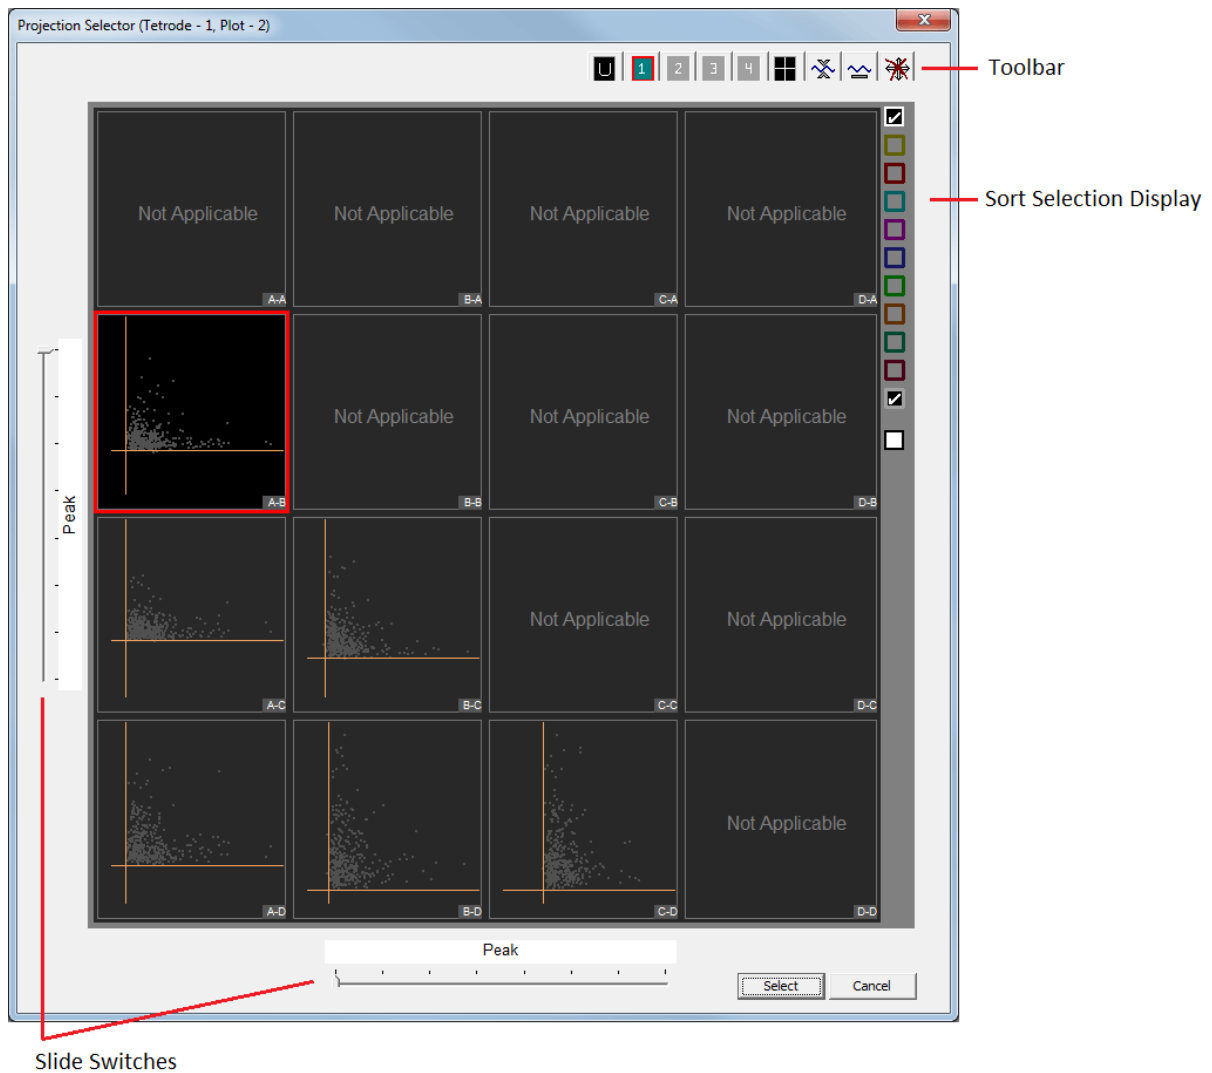 Projection Selector (Tetrode - 1, Plot - 2)
U 1 2 3 4
Toolbar
Not Applicable Not Applicable Not Applicable Not Applicable
Sort Selection Display
A-A B-A C-A D-A
Not Applicable Not Applicable Not Applicable
Peak
A-B B-B C-B D-B
Not Applicable Not Applicable
A-C B-C C-C D-C
Not Applicable
A-D B-D C-D D-D
Peak
Select Cancel
Slide Switches